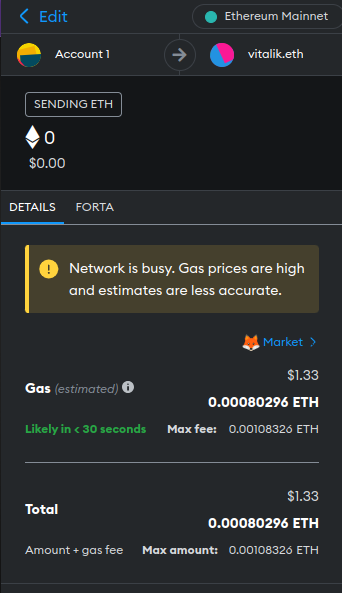 Edit
Ethereum Mainnet
Account 1
vitalik.eth
SENDING ETH
0
$0.00
DETAILS
FORTA
Network is busy. Gas prices are high
and estimates are less accurate.
Market
$1.33
Gas (estimated)
0.00080296 ETH
Likely in < 30 seconds
Max fee: 0.00108326 ETH
$1.33
Total
0.00080296 ETH
Amount + gas fee
Max amount: 0.00108326 ETH